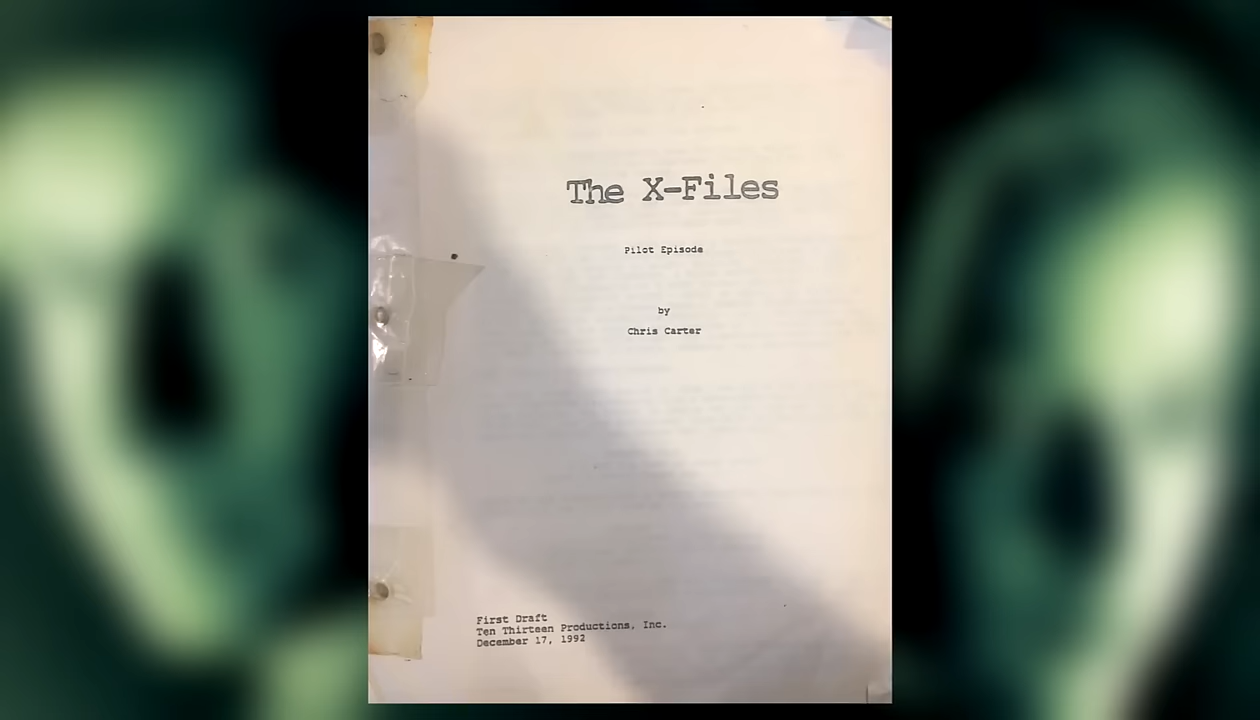 The X-Files
Pilot Episode
by
Chris Carter
First Draft
Ten Thirteen Productions, Inc.
December 17, 1992